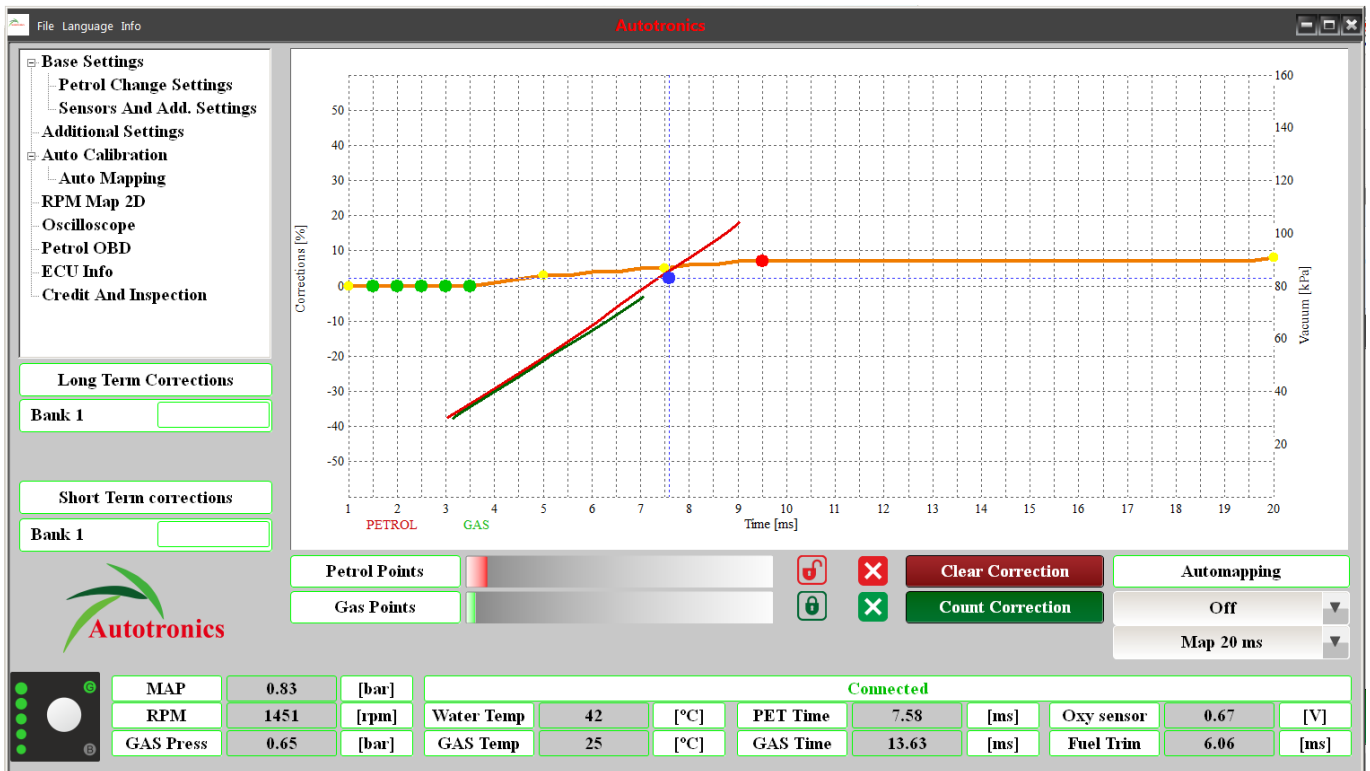 File Language Info
Autotronics
Base Settings
Petrol Change Settings
Sensors And Add. Settings
Additional Settings
Auto Calibration
Auto Mapping
RPM Map 2D
Oscilloscope
Petrol OBD
ECU Info
Credit And Inspection
Long Term Corrections
Bank 1
Short Term corrections
Bank 1
Autotronics
Corrections [%]
50
40
30
20
10
0
-10
-20
-30
-40
-50
160
140
120
100
80
60
40
20
Vacuum [kPa]
1 2 3 4 5 6 7 8 9 10 11 12 13 14 15 16 17 18 19 20
PETROL GAS Time [ms]
Petrol Points
Clear Correction
Automapping
Gas Points
Count Correction
Off
Map 20 ms
G
B
MAP 0.83 [bar] Connected
RPM 1451 [rpm] Water Temp 42 [ºC] PET Time 7.58 [ms] Oxy sensor 0.67 [V]
GAS Press 0.65 [bar] GAS Temp 25 [ºC] GAS Time 13.63 [ms] Fuel Trim 6.06 [ms]